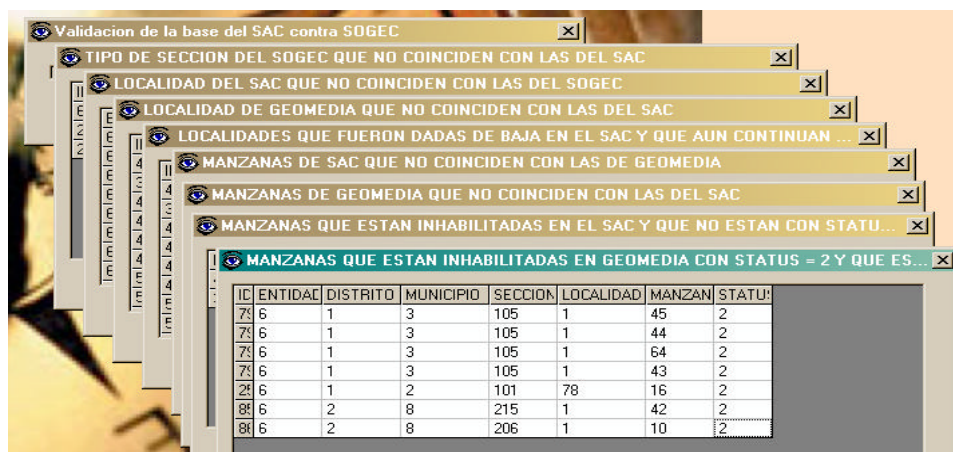 Validacion de la base del SAC contra SOGEC
TIPO DE SECCION DEL SOGEC QUE NO COINCIDEN CON LAS DEL SAC
LOCALIDAD DEL SAC QUE NO COINCIDEN CON LAS DEL SOGEC
LOCALIDAD DE GEOMEDIA QUE NO COINCIDEN CON LAS DEL SAC
LOCALIDADES QUE FUERON DADAS DE BAJA EN EL SAC Y QUE AUN CONTINUAN ...
MANZANAS DE SAC QUE NO COINCIDEN CON LAS DE GEOMEDIA
MANZANAS DE GEOMEDIA QUE NO COINCIDEN CON LAS DEL SAC
MANZANAS QUE ESTAN INHABILITADAS EN EL SAC Y QUE NO ESTAN CON STATU...
MANZANAS QUE ESTAN INHABILITADAS EN GEOMEDIA CON STATUS = 2 Y QUE ES...
ENTIDAD DISTRITO MUNICIPIO SECCION LOCALIDAD MANZAN STATUS
6 1 3 105 1 45 2
6 1 3 105 1 44 2
6 1 3 105 1 64 2
6 1 3 105 1 43 2
6 1 2 101 78 16 2
6 2 8 215 1 42 2
6 2 8 206 1 10 2